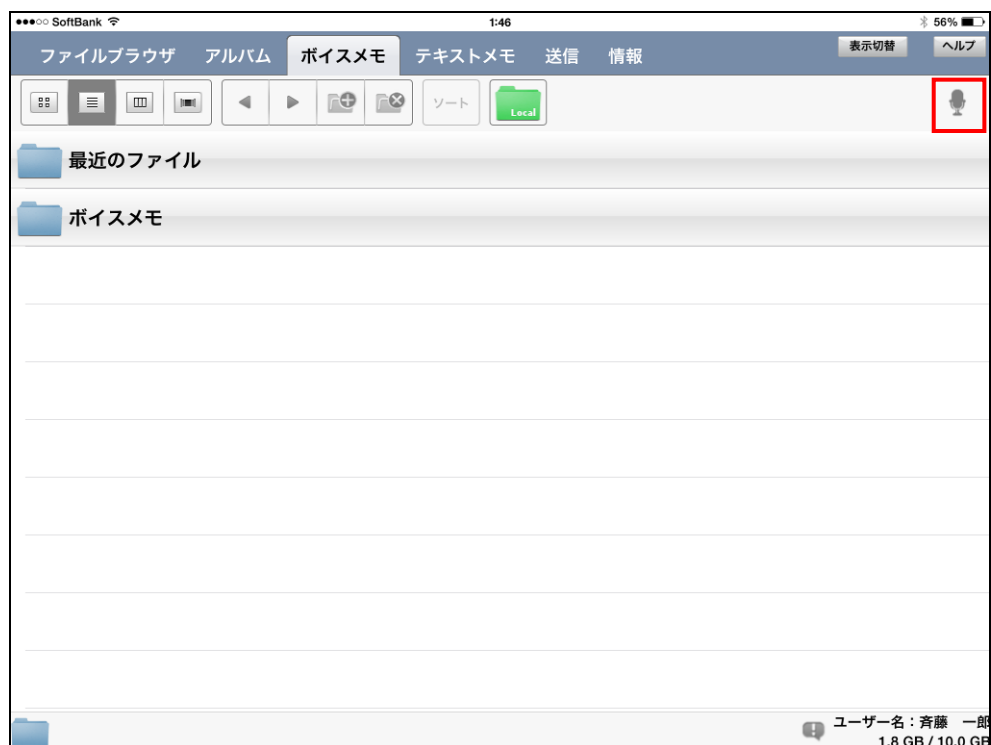 SoftBank 1:46 56%
ファイルブラウザ アルバム ボイスメモ テキストメモ 送信 情報 表示切替 ヘルプ
ソート Local
最近のファイル
ボイスメモ
ユーザー名：斉藤　一郎
1.8 GB / 10.0 GB